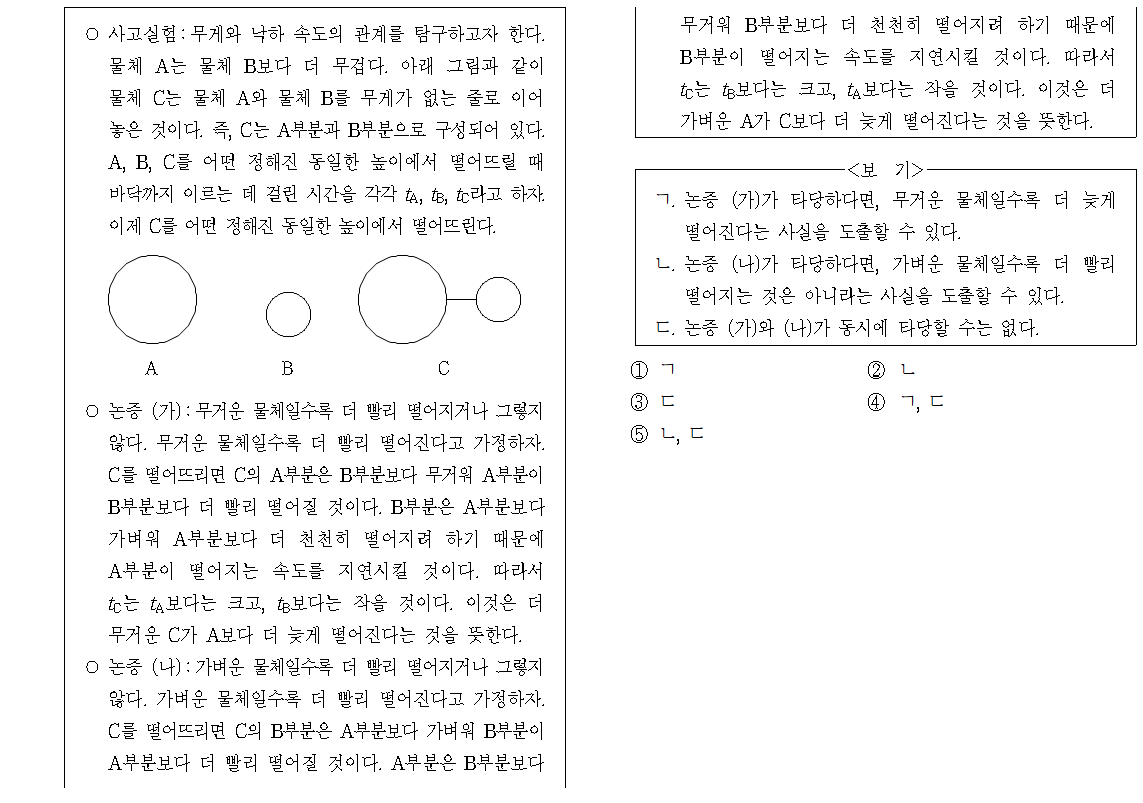 ○ 사고실험 : 무게와 낙하 속도의 관계를 탐구하고자 한다.
물체 A는 물체 B보다 더 무겁다. 아래 그림과 같이
물체 C는 물체 A와 물체 B를 무게가 없는 줄로 이어
놓은 것이다. 즉, C는 A부분과 B부분으로 구성되어 있다.
A, B, C를 어떤 정해진 동일한 높이에서 떨어뜨릴 때
바닥까지 이르는 데 걸린 시간을 각각 tA, tB, tC라고 하자.
이제 C를 어떤 정해진 동일한 높이에서 떨어뜨린다.
A B C
○ 논증 (가) : 무거운 물체일수록 더 빨리 떨어지거나 그렇지
않다. 무거운 물체일수록 더 빨리 떨어진다고 가정하자.
C를 떨어뜨리면 C의 A부분은 B부분보다 무거워 A부분이
B부분보다 더 빨리 떨어질 것이다. B부분은 A부분보다
가벼워 A부분보다 더 천천히 떨어지려 하기 때문에
A부분이 떨어지는 속도를 지연시킬 것이다. 따라서
tC는 tA보다는 크고, tB보다는 작을 것이다. 이것은 더
무거운 C가 A보다 더 늦게 떨어진다는 것을 뜻한다.
○ 논증 (나) : 가벼운 물체일수록 더 빨리 떨어지거나 그렇지
않다. 가벼운 물체일수록 더 빨리 떨어진다고 가정하자.
C를 떨어뜨리면 C의 B부분은 A부분보다 가벼워 B부분이
A부분보다 더 빨리 떨어질 것이다. A부분은 B부분보다
무거워 B부분보다 더 천천히 떨어지려 하기 때문에
B부분이 떨어지는 속도를 지연시킬 것이다. 따라서
tC는 tB보다는 크고, tA보다는 작을 것이다. 이것은 더
가벼운 A가 C보다 더 늦게 떨어진다는 것을 뜻한다.
<보 기>
ㄱ. 논증 (가)가 타당하다면, 무거운 물체일수록 더 늦게
떨어진다는 사실을 도출할 수 있다.
ㄴ. 논증 (나)가 타당하다면, 가벼운 물체일수록 더 빨리
떨어지는 것은 아니라는 사실을 도출할 수 있다.
ㄷ. 논증 (가)와 (나)가 동시에 타당할 수는 없다.
① ㄱ ② ㄴ
③ ㄷ ④ ㄱ, ㄷ
⑤ ㄴ, ㄷ